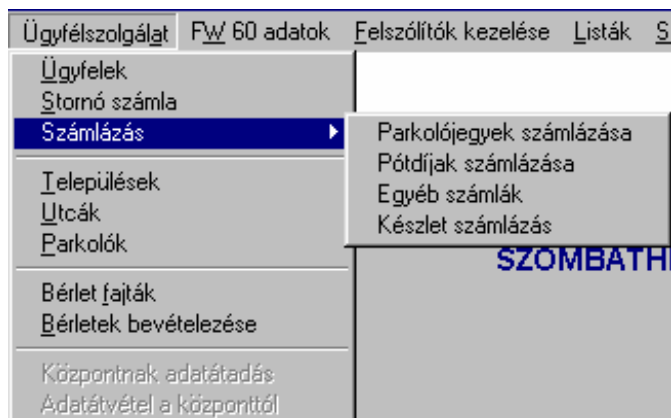 Ügyfélszolgálat FW 60 adatok Felszólítók kezelése Listák S
Ügyfelek
Stornó számla
Számlázás
Parkolójegyek számlázása
Pótdíjak számlázása
Egyéb számlák
Készlet számlázás
Települések
Utcák
Parkolók
SZOMBATH
Bérlet fajták
Bérletek bevételezése
Központnak adatátadás
Adatátvétel a központtól